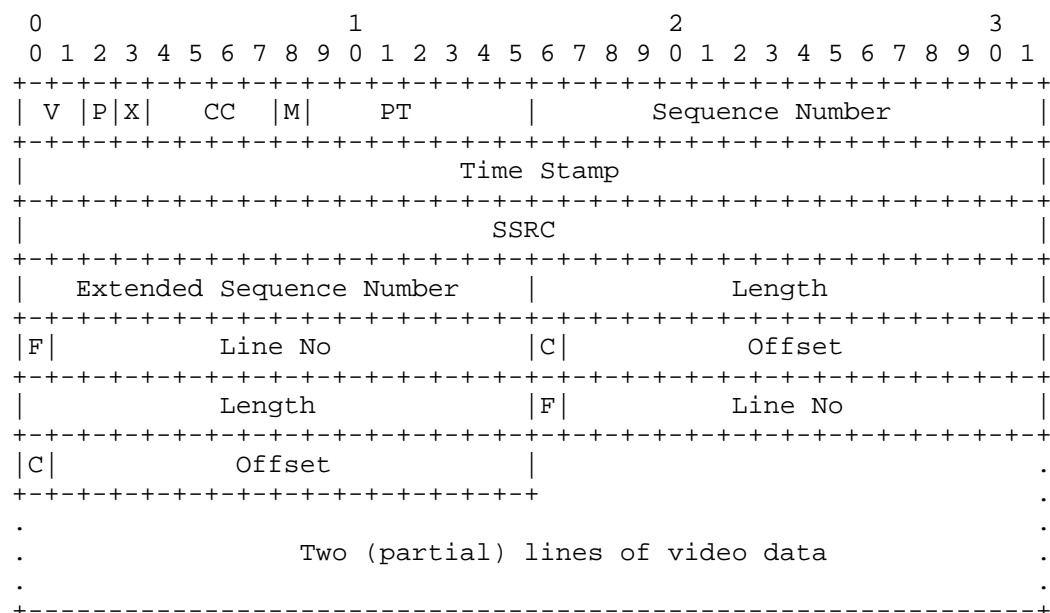 0                   1                   2                   3
 0 1 2 3 4 5 6 7 8 9 0 1 2 3 4 5 6 7 8 9 0 1 2 3 4 5 6 7 8 9 0 1
+-+-+-+-+-+-+-+-+-+-+-+-+-+-+-+-+-+-+-+-+-+-+-+-+-+-+-+-+-+-+-+-+
| V |P|X|   CC  |M|    PT       |       Sequence Number         |
+-+-+-+-+-+-+-+-+-+-+-+-+-+-+-+-+-+-+-+-+-+-+-+-+-+-+-+-+-+-+-+-+
|                           Time Stamp                          |
+-+-+-+-+-+-+-+-+-+-+-+-+-+-+-+-+-+-+-+-+-+-+-+-+-+-+-+-+-+-+-+-+
|                             SSRC                              |
+-+-+-+-+-+-+-+-+-+-+-+-+-+-+-+-+-+-+-+-+-+-+-+-+-+-+-+-+-+-+-+-+
|   Extended Sequence Number    |            Length             |
+-+-+-+-+-+-+-+-+-+-+-+-+-+-+-+-+-+-+-+-+-+-+-+-+-+-+-+-+-+-+-+-+
|F|          Line No            |C|           Offset            |
+-+-+-+-+-+-+-+-+-+-+-+-+-+-+-+-+-+-+-+-+-+-+-+-+-+-+-+-+-+-+-+-+
|            Length             |F|          Line No            |
+-+-+-+-+-+-+-+-+-+-+-+-+-+-+-+-+-+-+-+-+-+-+-+-+-+-+-+-+-+-+-+-+
|C|           Offset            |                               .
+-+-+-+-+-+-+-+-+-+-+-+-+-+-+-+-+                               .
.                                                               .
.                 Two (partial) lines of video data             .
.                                                               .
+---------------------------------------------------------------+